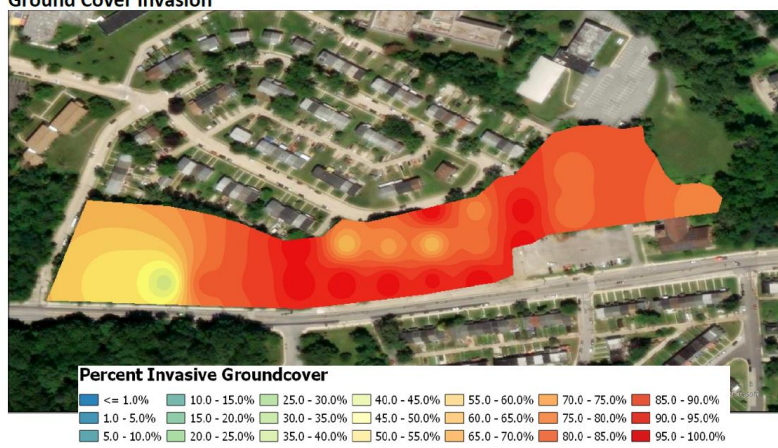 Ground Cover Invasion
Percent Invasive Groundcover
<= 1.0% 10.0 - 15.0% 25.0 - 30.0% 40.0 - 45.0% 55.0 - 60.0% 70.0 - 75.0% 85.0 - 90.0%
1.0 - 5.0% 15.0 - 20.0% 30.0 - 35.0% 45.0 - 50.0% 60.0 - 65.0% 75.0 - 80.0% 90.0 - 95.0%
5.0 - 10.0% 20.0 - 25.0% 35.0 - 40.0% 50.0 - 55.0% 65.0 - 70.0% 80.0 - 85.0% 95.0 - 100.0%